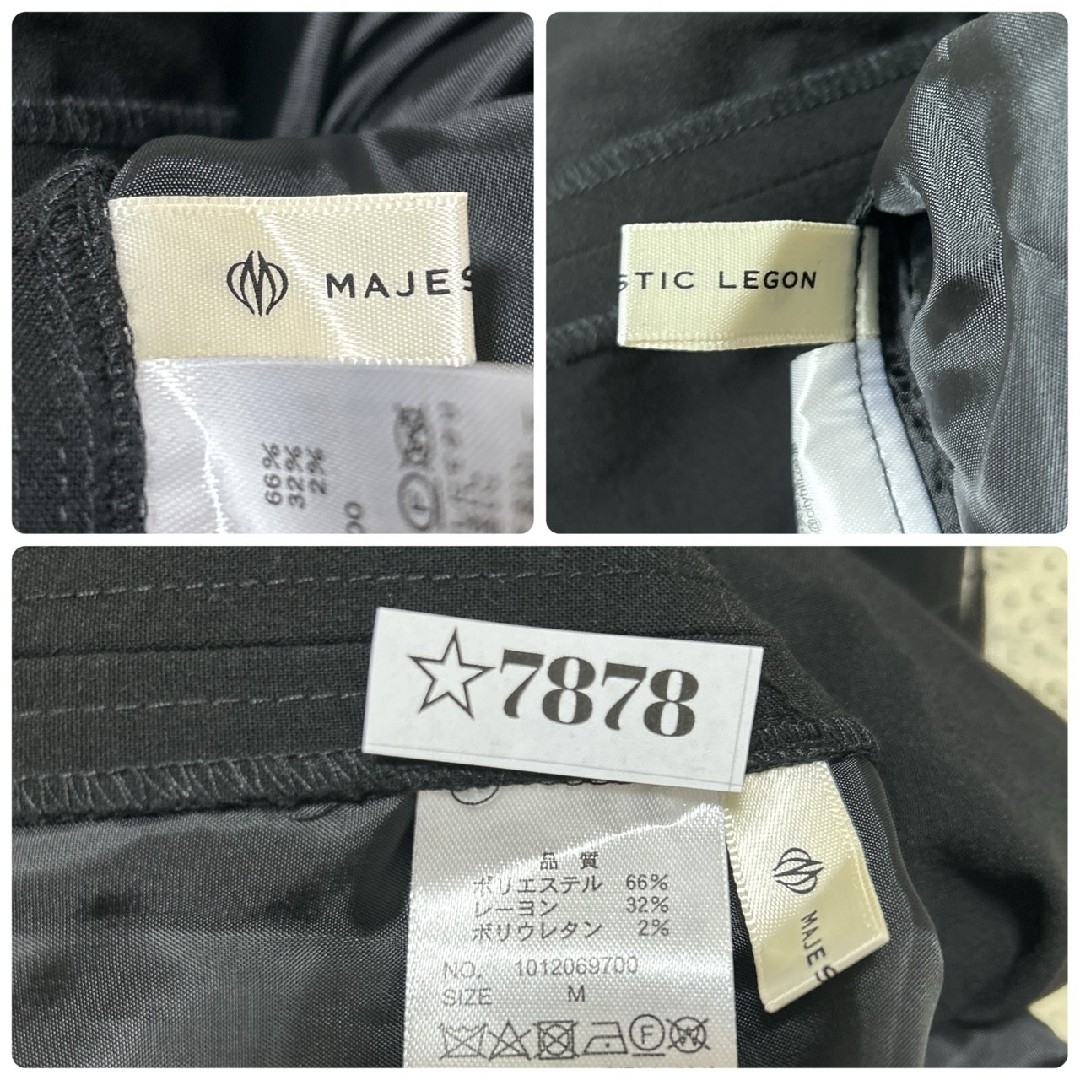 MAJES
66%
32%
2%
00
STIC LEGON
☆7878
品 質
ポリエステル 66%
レーヨン 32%
ポリウレタン 2%
NO. 1012069700
SIZE M
MAJES